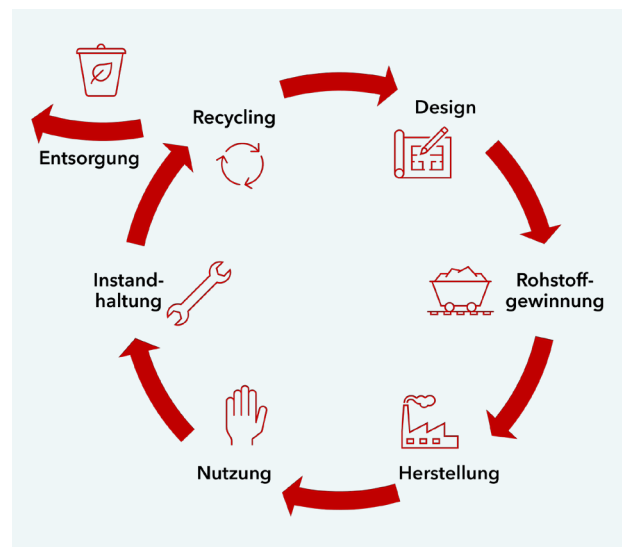 Recycling
Design
Entsorgung
Instand-
haltung
Rohstoff-
gewinnung
Nutzung
Herstellung